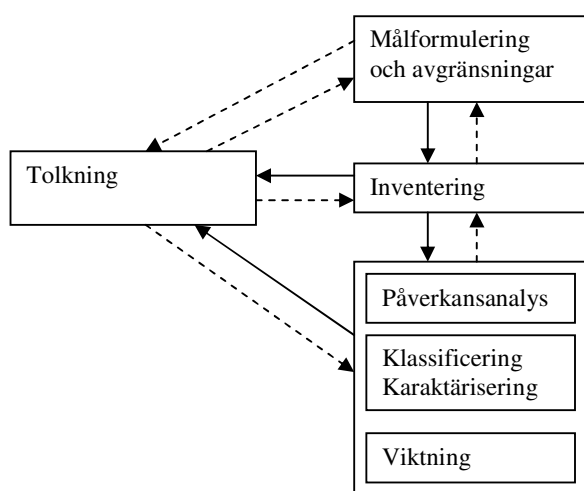 Målformulering
och avgränsningar
Tolkning
Inventering
Påverkansanalys
Klassificering
Karaktärisering
Viktning